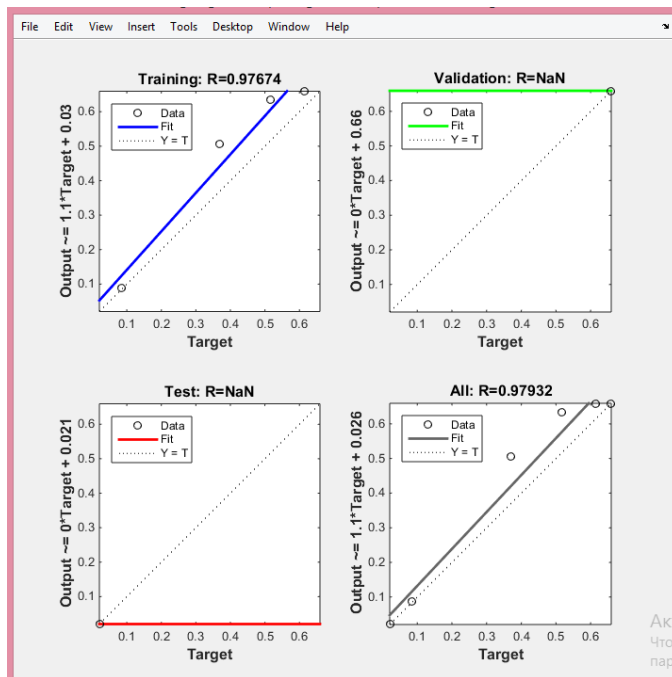 File Edit View Insert Tools Desktop Window Help
Training: R=0.97674
Output ~= 1.1*Target + 0.03
0.6
0.5
0.4
0.3
0.2
0.1
Data
Fit
Y = T
0.1 0.2 0.3 0.4 0.5 0.6
Target
Validation: R=NaN
Output ~= 0*Target + 0.66
0.6
0.5
0.4
0.3
0.2
0.1
Data
Fit
Y = T
0.1 0.2 0.3 0.4 0.5 0.6
Target
Test: R=NaN
Output ~= 0*Target + 0.021
0.6
0.5
0.4
0.3
0.2
0.1
Data
Fit
Y = T
0.1 0.2 0.3 0.4 0.5 0.6
Target
All: R=0.97932
Output ~= 1.1*Target + 0.026
0.6
0.5
0.4
0.3
0.2
0.1
Data
Fit
Y = T
0.1 0.2 0.3 0.4 0.5 0.6
Target
Ак
Что
пар